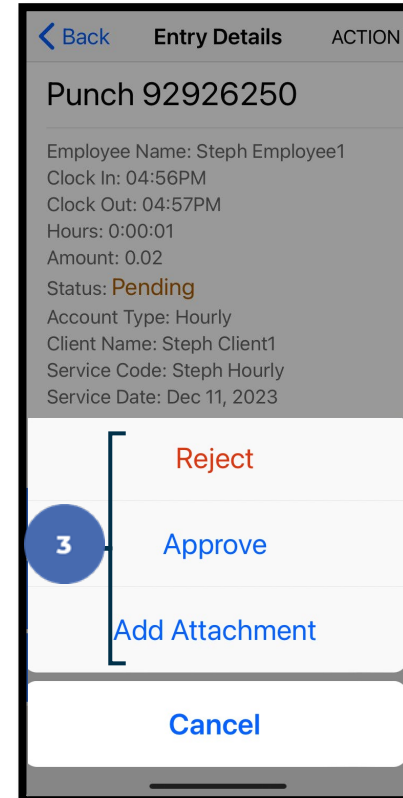 Back Entry Details ACTION
Punch 92926250
Employee Name: Steph Employee1
Clock In: 04:56PM
Clock Out: 04:57PM
Hours: 0:00:01
Amount: 0.02
Status: Pending
Account Type: Hourly
Client Name: Steph Client1
Service Code: Steph Hourly
Service Date: Dec 11, 2023
Reject
3 Approve
Add Attachment
Cancel